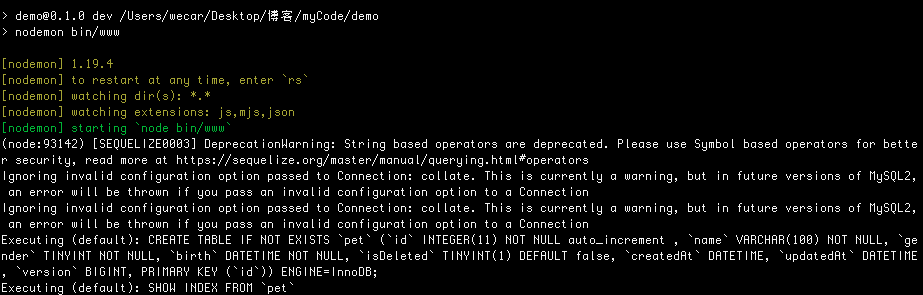 > demo@0.1.0 dev /Users/wecar/Desktop/博客/myCode/demo
> nodemon bin/www
[nodemon] 1.19.4
[nodemon] to restart at any time, enter `rs`
[nodemon] watching dir(s): *.*
[nodemon] watching extensions: js,mjs,json
[nodemon] starting `node bin/www`
(node:93142) [SEQUELIZE0003] DeprecationWarning: String based operators are deprecated. Please use Symbol based operators for bette
r security, read more at https://sequelize.org/master/manual/querying.html#operators
Ignoring invalid configuration option passed to Connection: collate. This is currently a warning, but in future versions of MySQL2,
 an error will be thrown if you pass an invalid configuration option to a Connection
Ignoring invalid configuration option passed to Connection: collate. This is currently a warning, but in future versions of MySQL2,
 an error will be thrown if you pass an invalid configuration option to a Connection
Executing (default): CREATE TABLE IF NOT EXISTS `pet` (`id` INTEGER(11) NOT NULL auto_increment , `name` VARCHAR(100) NOT NULL, `ge
nder` TINYINT NOT NULL, `birth` DATETIME NOT NULL, `isDeleted` TINYINT(1) DEFAULT false, `createdAt` DATETIME, `updatedAt` DATETIME
, `version` BIGINT, PRIMARY KEY (`id`)) ENGINE=InnoDB;
Executing (default): SHOW INDEX FROM `pet`